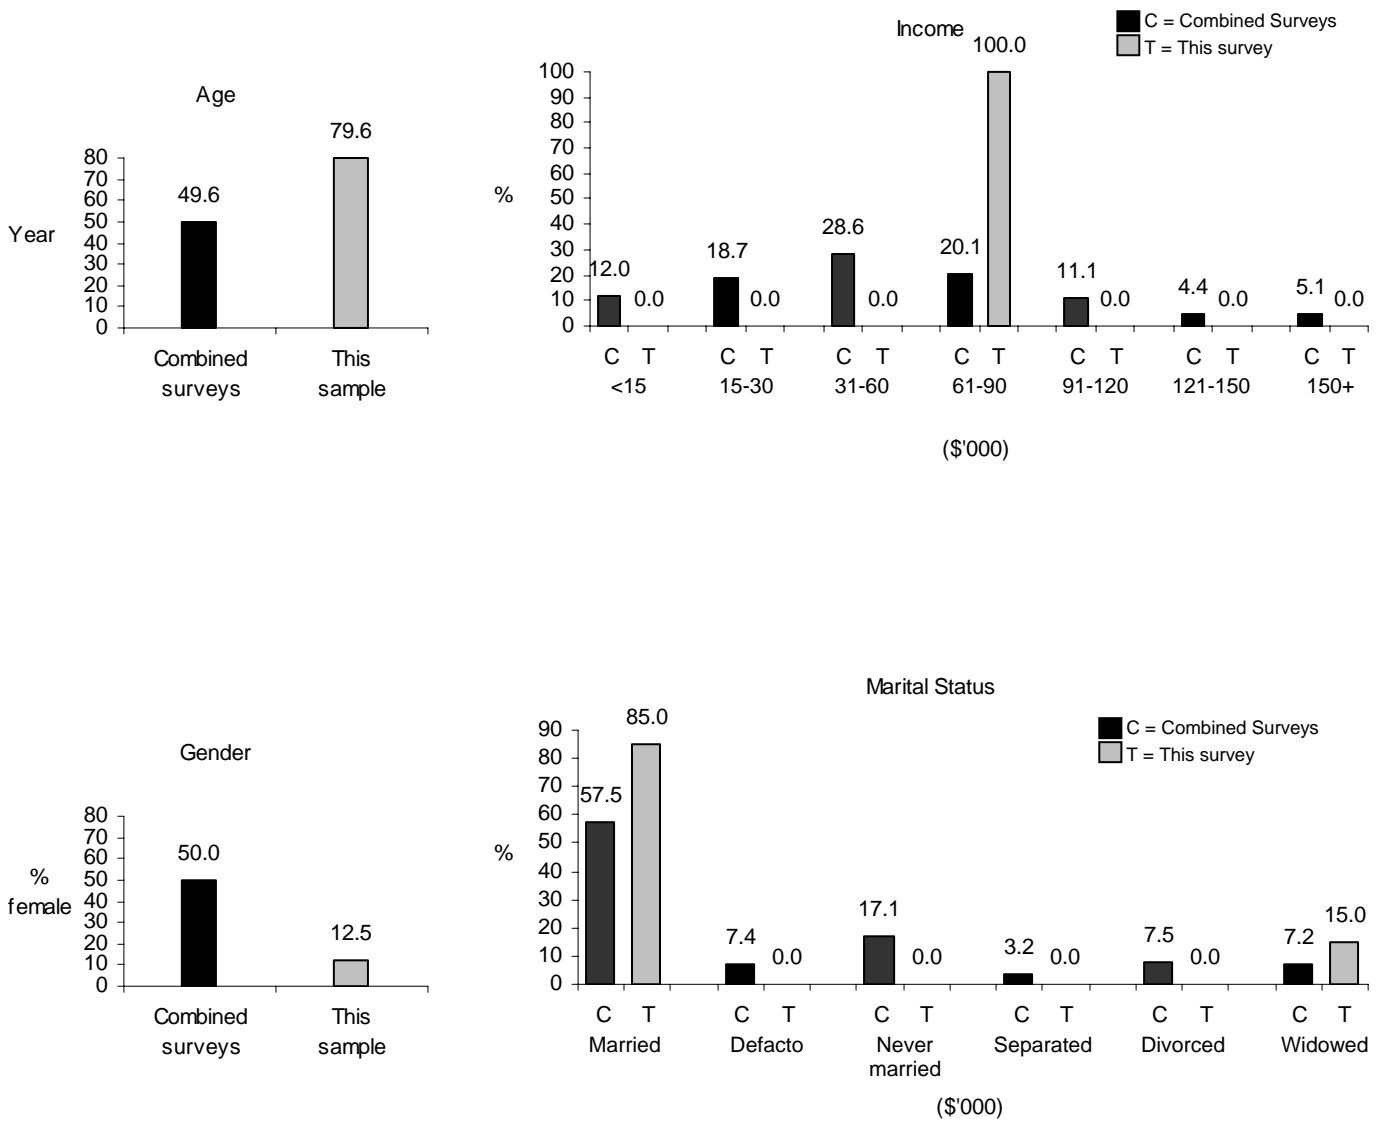 Age
79.6
49.6
Year
80
70
60
50
40
30
20
10
0
Combined
surveys
This
sample
Income
C = Combined Surveys
T = This survey
%
100
90
80
70
60
50
40
30
20
10
0
12.0 0.0 18.7 0.0 28.6 0.0 20.1 100.0 11.1 0.0 4.4 0.0 5.1 0.0
C T C T C T C T C T C T C T
<15 15-30 31-60 61-90 91-120 121-150 150+
($'000)
Gender
50.0
12.5
%
female
80
70
60
50
40
30
20
10
0
Combined
surveys
This
sample
Marital Status
C = Combined Surveys
T = This survey
%
90
80
70
60
50
40
30
20
10
0
57.5 85.0 7.4 0.0 17.1 0.0 3.2 0.0 7.5 0.0 7.2 15.0
C T C T C T C T C T C T
Married Defacto Never Separated Divorced Widowed
married
($'000)